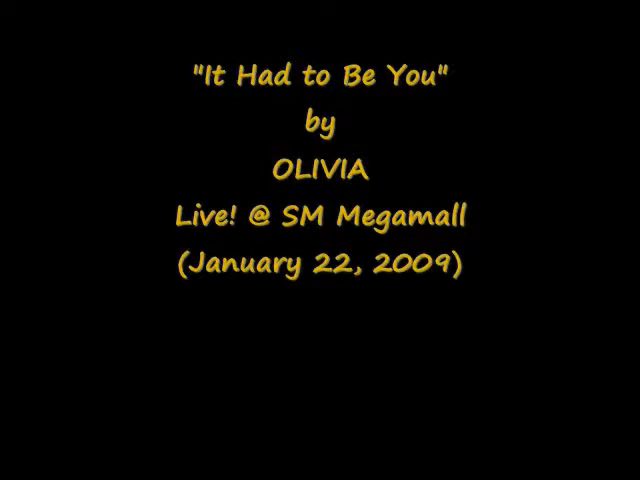 "It Had to Be You"
by
OLIVIA
Live! @ SM Megamall
(January 22, 2009)